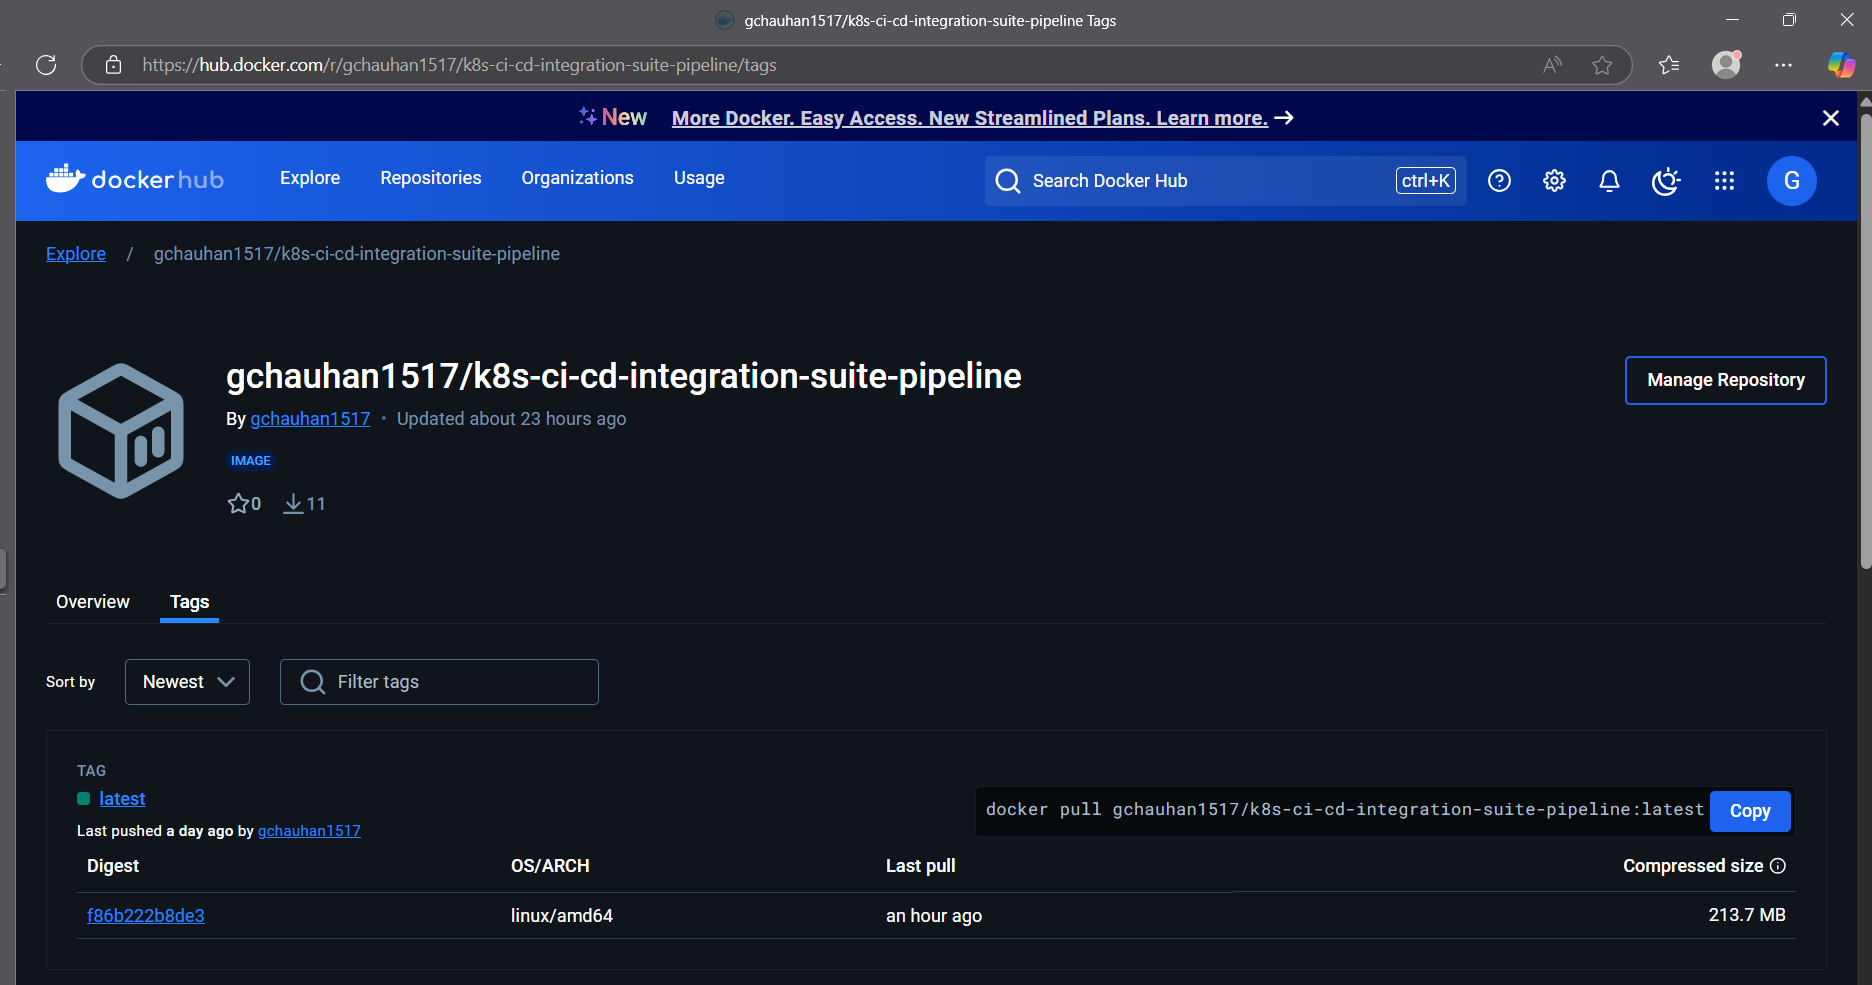 gchauhan1517/k8s-ci-cd-integration-suite-pipeline Tags
https://hub.docker.com/r/gchauhan1517/k8s-ci-cd-integration-suite-pipeline/tags
New More Docker. Easy Access. New Streamlined Plans. Learn more. →
dockerhub Explore Repositories Organizations Usage Search Docker Hub ctrl+K G
Explore / gchauhan1517/k8s-ci-cd-integration-suite-pipeline
gchauhan1517/k8s-ci-cd-integration-suite-pipeline
Manage Repository
By gchauhan1517 • Updated about 23 hours ago
IMAGE
0 11
Overview Tags
Sort by Newest Filter tags
TAG
latest
docker pull gchauhan1517/k8s-ci-cd-integration-suite-pipeline:latest Copy
Last pushed a day ago by gchauhan1517
Digest OS/ARCH Last pull Compressed size
f86b222b8de3 linux/amd64 an hour ago 213.7 MB